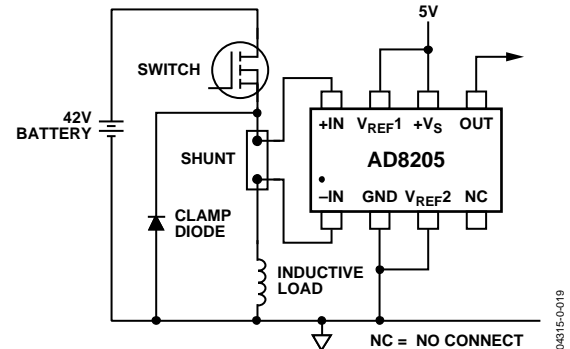 5V
SWITCH
42V
BATTERY
SHUNT
CLAMP
DIODE
INDUCTIVE
LOAD
+IN VREF1 +VS OUT
AD8205
–IN GND VREF2 NC
NC = NO CONNECT
04315-0-019